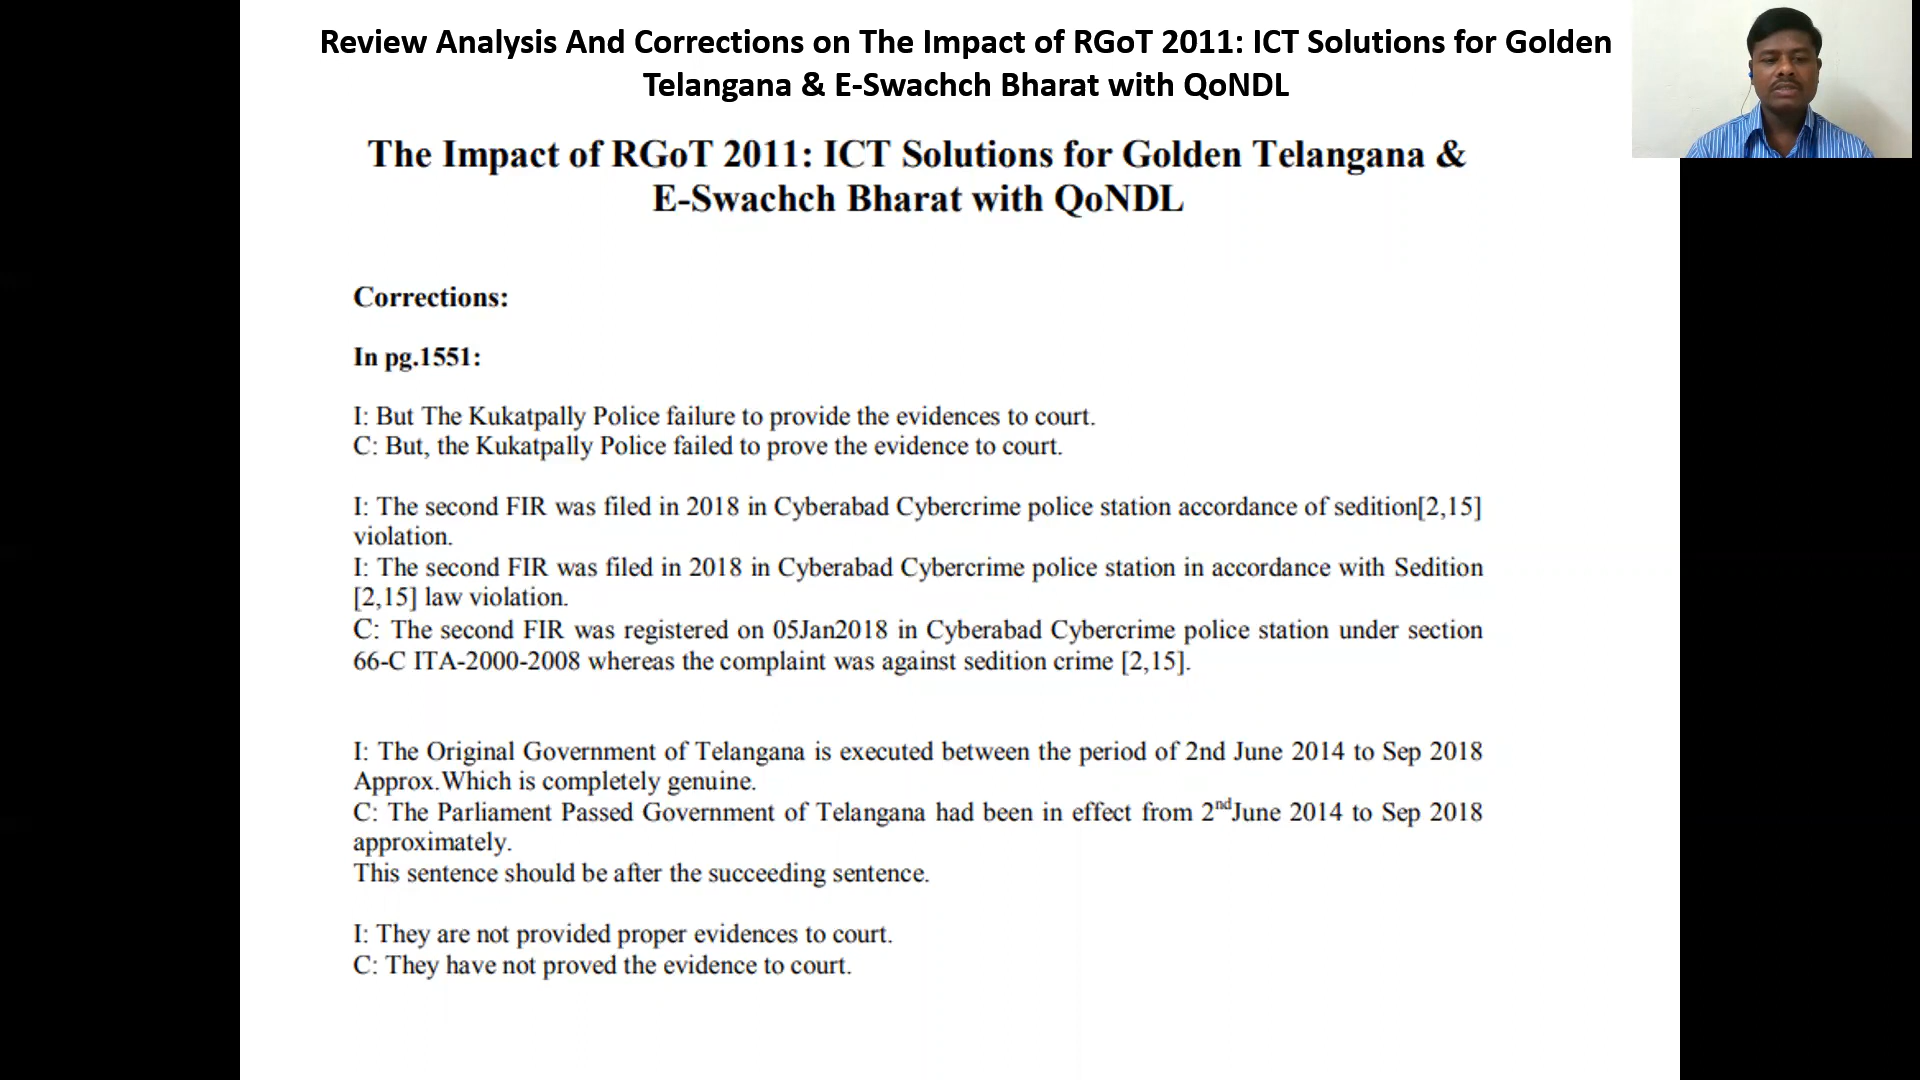 Review Analysis And Corrections on The Impact of RGoT 2011: ICT Solutions for Golden
Telangana & E-Swachch Bharat with QoNDL
The Impact of RGoT 2011: ICT Solutions for Golden Telangana &
E-Swachch Bharat with QoNDL
Corrections:
In pg.1551:
I: But The Kukatpally Police failure to provide the evidences to court.
C: But, the Kukatpally Police failed to prove the evidence to court.
I: The second FIR was filed in 2018 in Cyberabad Cybercrime police station accordance of sedition[2,15]
violation.
I: The second FIR was filed in 2018 in Cyberabad Cybercrime police station in accordance with Sedition
[2,15] law violation.
C: The second FIR was registered on 05Jan2018 in Cyberabad Cybercrime police station under section
66-C ITA-2000-2008 whereas the complaint was against sedition crime [2,15].
I: The Original Government of Telangana is executed between the period of 2nd June 2014 to Sep 2018
Approx.Which is completely genuine.
C: The Parliament Passed Government of Telangana had been in effect from 2ndJune 2014 to Sep 2018
approximately.
This sentence should be after the succeeding sentence.
I: They are not provided proper evidences to court.
C: They have not proved the evidence to court.